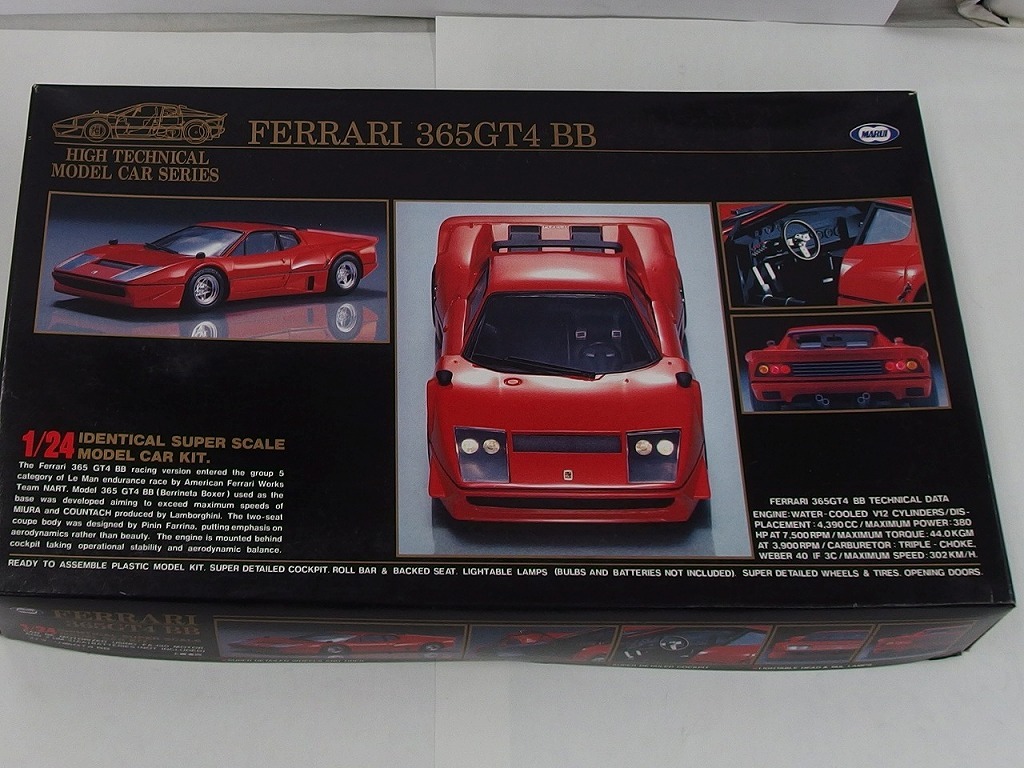 FERRARI 365GT4 BB
MARUI
HIGH TECHNICAL
MODEL CAR SERIES
1/24 IDENTICAL SUPER SCALE
MODEL CAR KIT.
The Ferrari 365 GT4 BB racing version entered the group 5
category of Le Man endurance race by American Ferrari Works
Team NART. Model 365 GT4 BB (Berrineta Boxer) used as the
base was developed aiming to exceed maximum speeds of
MIURA and COUNTACH produced by Lamborghini. The two-seat
coupe body was designed by Pinin Farrina, putting emphasis on
aerodynamics rather than beauty. The engine is mounted behind
cockpit taking operational stability and aerodynamic balance.
FERRARI 365GT4 BB TECHNICAL DATA
ENGINE: WATER-COOLED V12 CYLINDERS/DIS-
PLACEMENT: 4,390CC/MAXIMUM POWER: 380
HP AT 7,500RPM/MAXIMUM TORQUE: 44.0KGM
AT 3,900RPM/CARBURETOR: TRIPLE-CHOKE,
WEBER 40 IF 3C/MAXIMUM SPEED: 302KM/H.
READY TO ASSEMBLE PLASTIC MODEL KIT. SUPER DETAILED COCKPIT. ROLL BAR & BACKED SEAT. LIGHTABLE LAMPS (BULBS AND BATTERIES NOT INCLUDED). SUPER DETAILED WHEELS & TIRES. OPENING DOORS.
MARUI
FERRARI
365GT4 BB
1/24